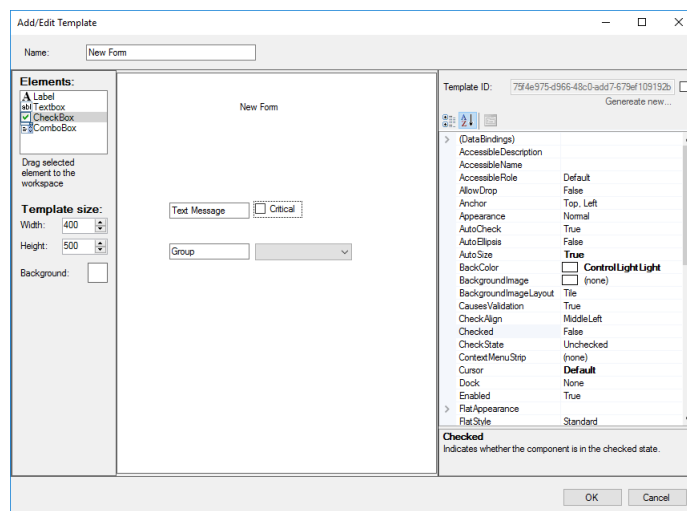 Add/Edit Template
Name: New Form
Elements:
A Label
abl Textbox
CheckBox
ComboBox
Drag selected
element to the
workspace
Template size:
Width: 400
Height: 500
Background:
New Form
Text Message Critical
Group
Template ID: 75f4e975-d966-48c0-add7-679ef109192b
Genereate new...
(DataBindings)
AccessibleDescription
AccessibleName
AccessibleRole Default
AllowDrop False
Anchor Top, Left
Appearance Normal
AutoCheck True
AutoEllipsis False
AutoSize True
BackColor ControlLightLight
BackgroundImage (none)
BackgroundImageLayout Tile
CausesValidation True
CheckAlign MiddleLeft
Checked False
CheckState Unchecked
ContextMenuStrip (none)
Cursor Default
Dock None
Enabled True
FlatAppearance
FlatStyle Standard
Checked
Indicates whether the component is in the checked state.
OK Cancel